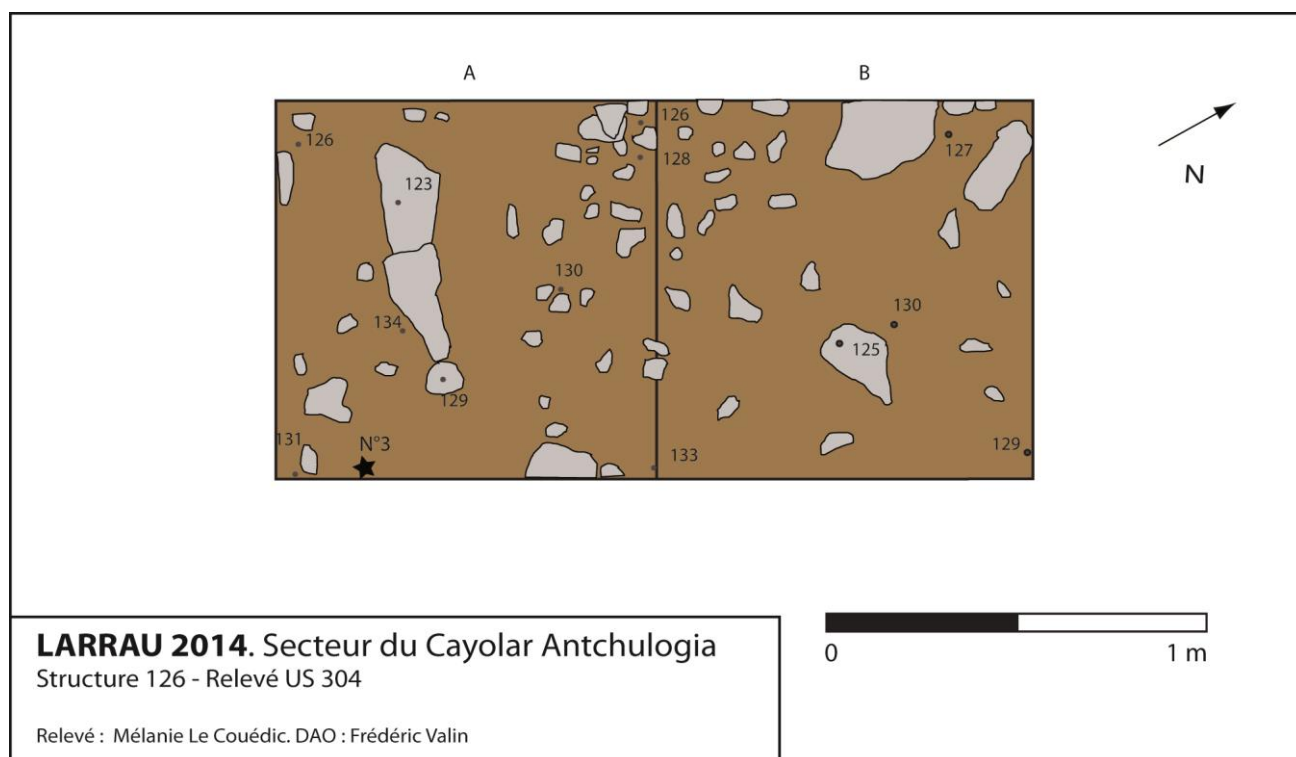 A B
126 126
127
128
123
N
130
130
134
125
129
131 N°3
133 129
LARRAU 2014. Secteur du Cayolar Antchulogia
Structure 126 - Relevé US 304
0 1 m
Relevé : Mélanie Le Couédic. DAO : Frédéric Valin